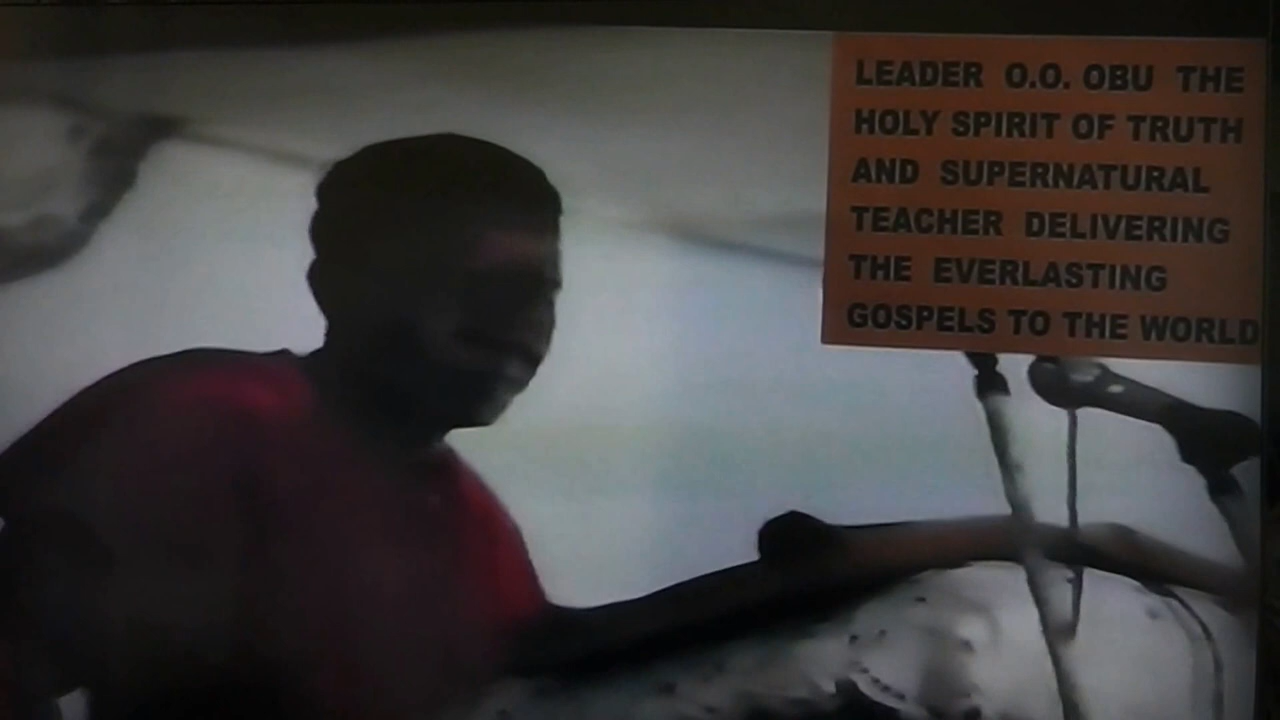 LEADER O.O. OBU THE
HOLY SPIRIT OF TRUTH
AND SUPERNATURAL
TEACHER DELIVERING
THE EVERLASTING
GOSPELS TO THE WORLD